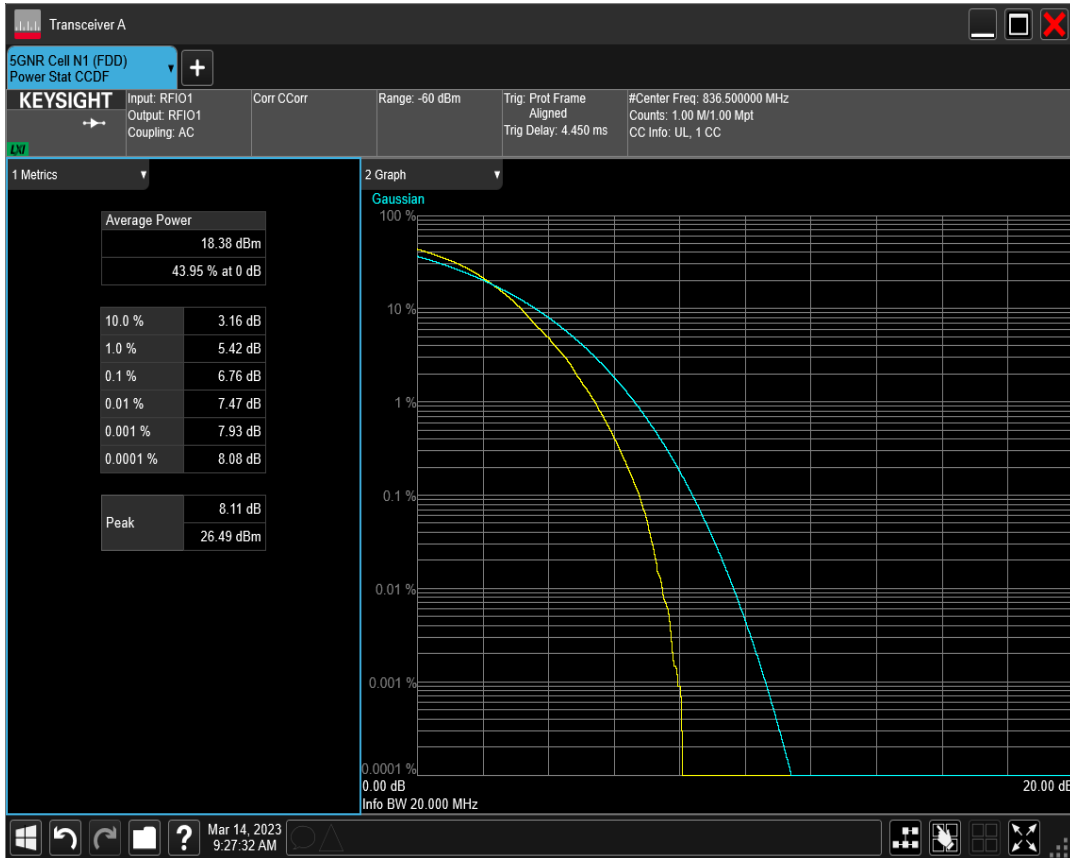 Transceiver A
5GNR Cell N1 (FDD)
Power Stat CCDF
+
KEYSIGHT
LXI
Input: RFIO1
Output: RFIO1
Coupling: AC
Corr CCorr
Range: -60 dBm
Trig: Prot Frame
Aligned
Trig Delay: 4.450 ms
#Center Freq: 836.500000 MHz
Counts: 1.00 M/1.00 Mpt
CC Info: UL, 1 CC
1 Metrics
Average Power
18.38 dBm
43.95 % at 0 dB
10.0 % 3.16 dB
1.0 % 5.42 dB
0.1 % 6.76 dB
0.01 % 7.47 dB
0.001 % 7.93 dB
0.0001 % 8.08 dB
Peak
8.11 dB
26.49 dBm
2 Graph
Gaussian
100 %
10 %
1 %
0.1 %
0.01 %
0.001 %
0.0001 %
0.00 dB 20.00 dB
Info BW 20.000 MHz
?
Mar 14, 2023
9:27:32 AM